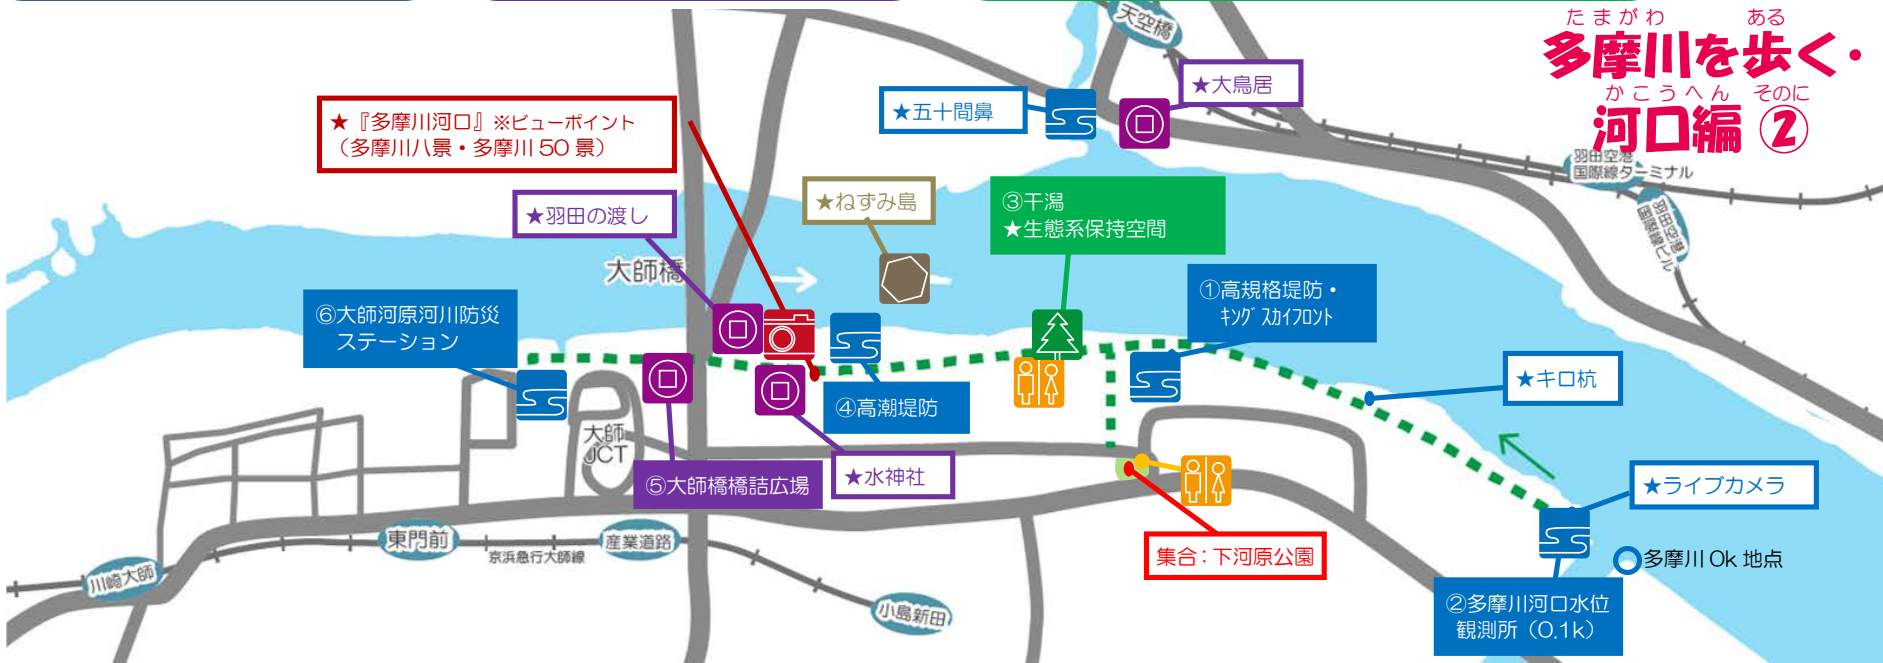 たまがわ ある
多摩川を歩く・
かこうへん そのに
河口編 ②
天空橋
★大鳥居
★五十間鼻
★『多摩川河口』※ビューポイント
（多摩川八景・多摩川 50 景）
羽田空港
国際線ターミナル
羽田空港
国際線ビル
★羽田の渡し
★ねずみ島
③干潟
★生態系保持空間
大師橋
①高規格堤防・
ｷﾝｸﾞｽｶｲﾌﾛﾝﾄ
⑥大師河原河川防災
ステーション
★キロ杭
④高潮堤防
大師
JCT
⑤大師橋橋詰広場
★水神社
★ライブカメラ
東門前
京浜急行大師線
産業道路
集合：下河原公園
多摩川 0k 地点
川崎大師
小島新田
②多摩川河口水位
観測所（0.1k）